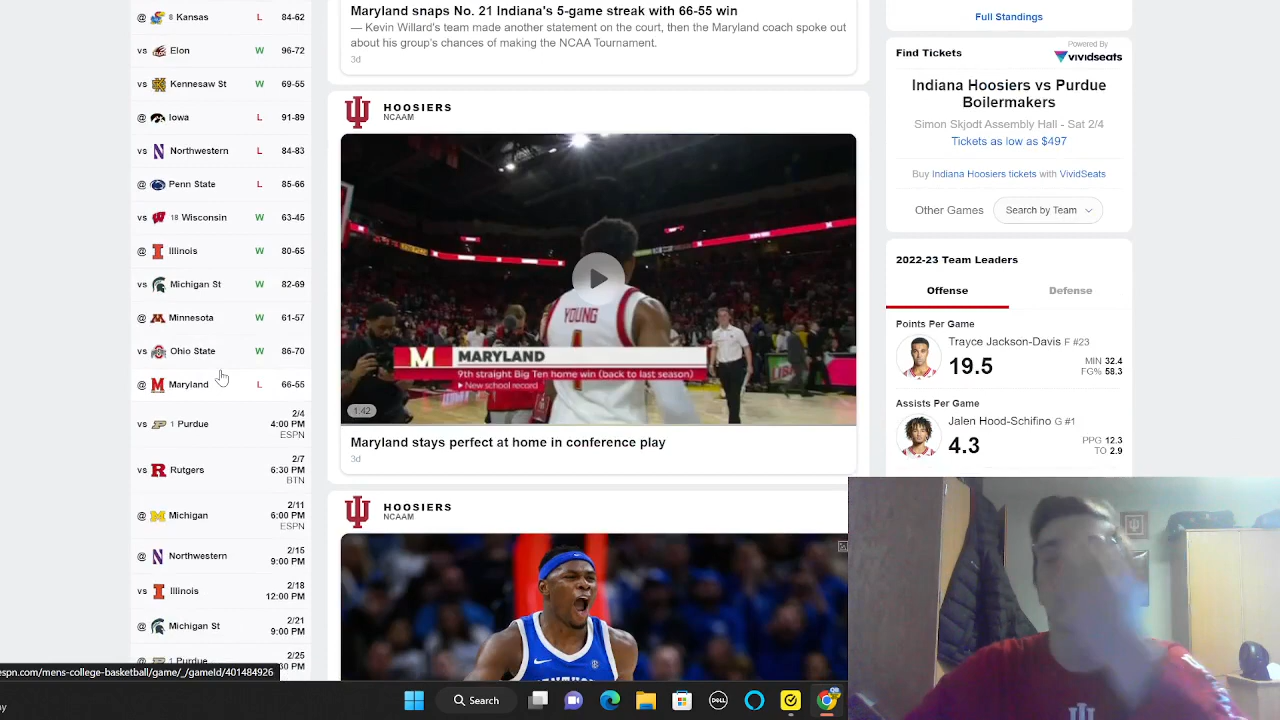 @ 8 Kansas L 84-62
vs Elon W 96-72
vs Kennesaw St W 69-55
@ Iowa L 91-89
vs Northwestern L
@ Penn State L 85-66
vs 18 Wisconsin W 63-45
@ Illinois W 80-65
vs Michigan St W 82-69
@ Minnesota W 61-57
vs Ohio State W 86-70
@ Maryland L 66-55
vs 1 Purdue 2/4 4:00 PM ESPN
vs Rutgers 2/7 6:30 PM BTN
@ Michigan 2/11 6:00 PM ESPN
@ Northwestern 2/15 9:00 PM
vs Illinois 2/18 12:00 PM
@ Michigan St 2/21 9:00 PM
@ 1 Purdue 2/25 30 PM
espn.com/mens-college-basketball/game/_/gameId/401484926
Maryland snaps No. 21 Indiana's 5-game streak with 66-55 win
— Kevin Willard's team made another statement on the court, then the Maryland coach spoke out
about his group's chances of making the NCAA Tournament.
3d
HOOSIERS
NCAAM
YOUNG
1
M MARYLAND
9th straight Big Ten home win (back to last season)
New school record
1:42
Maryland stays perfect at home in conference play
3d
HOOSIERS
NCAAM
Full Standings
Find Tickets
Powered By
vividseats
Indiana Hoosiers vs Purdue
Boilermakers
Simon Skjodt Assembly Hall - Sat 2/4
Tickets as low as $497
Buy Indiana Hoosiers tickets with VividSeats
Other Games Search by Team
2022-23 Team Leaders
Offense Defense
Points Per Game
Trayce Jackson-Davis F #23
19.5 MIN 32.4
FG% 58.3
Assists Per Game
Jalen Hood-Schifino G #1
4.3 PPG 12.3
TO 2.9
Search
DELL